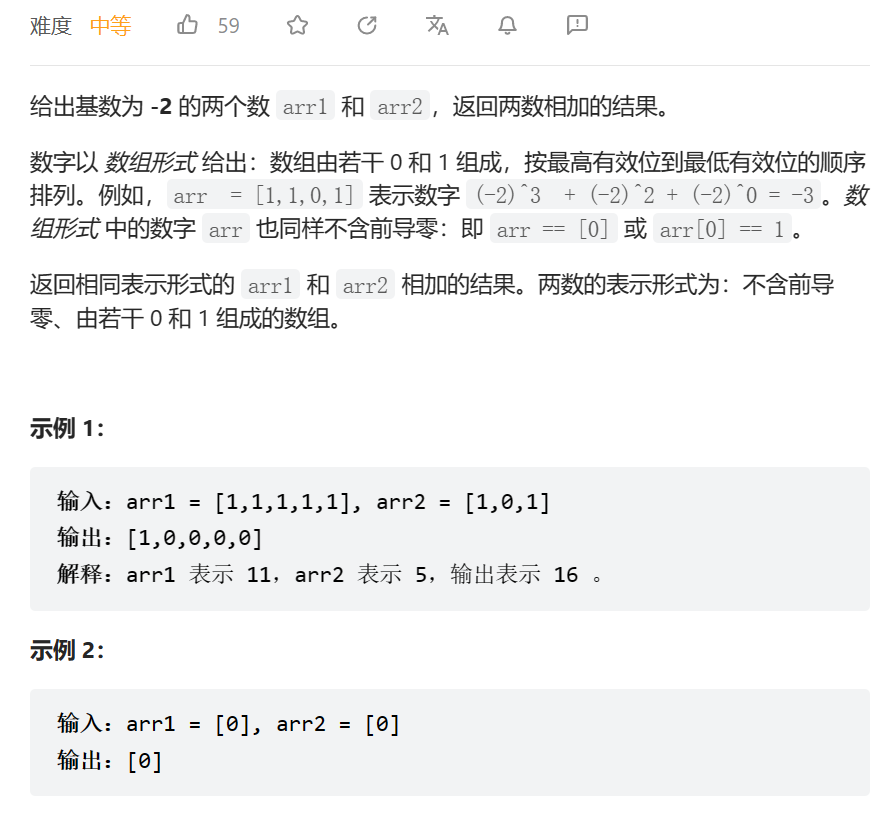 难度 中等 59
给出基数为 -2 的两个数 arr1 和 arr2，返回两数相加的结果。
数字以 数组形式 给出：数组由若干 0 和 1 组成，按最高有效位到最低有效位的顺序
排列。例如，arr = [1,1,0,1] 表示数字 (-2)^3 + (-2)^2 + (-2)^0 = -3。数
组形式 中的数字 arr 也同样不含前导零：即 arr == [0] 或 arr[0] == 1。
返回相同表示形式的 arr1 和 arr2 相加的结果。两数的表示形式为：不含前导
零、由若干 0 和 1 组成的数组。
示例 1：
输入：arr1 = [1,1,1,1,1], arr2 = [1,0,1]
输出：[1,0,0,0,0]
解释：arr1 表示 11，arr2 表示 5，输出表示 16 。
示例 2：
输入：arr1 = [0], arr2 = [0]
输出：[0]